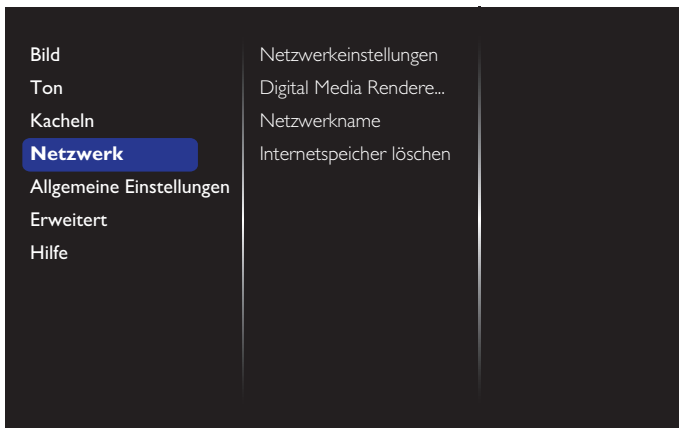 Bild
Ton
Kacheln
Netzwerk
Allgemeine Einstellungen
Erweitert
Hilfe
Netzwerkeinstellungen
Digital Media Rendere...
Netzwerkname
Internetspeicher löschen